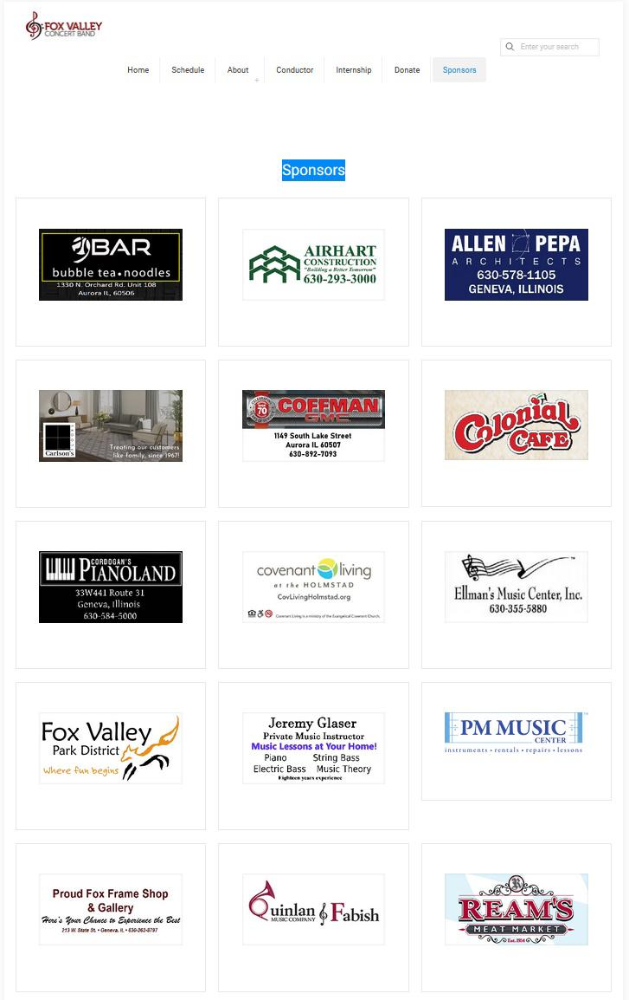 FOX VALLEY
CONCERT BAND
Enter your search
Home Schedule About Conductor Internship Donate Sponsors
Sponsors
BAR
bubble tea • noodles
1330 N. Orchard Rd. Unit 108
Aurora IL, 60506
AIRHART
CONSTRUCTION
"Building a Better Tomorrow"
630-293-3000
ALLEN PEPA
ARCHITECTS
630-578-1105
GENEVA, ILLINOIS
Carlson's
Treating our customers
like family, since 1967!
70
COFFMAN
GMC
1149 South Lake Street
Aurora IL 60507
630-892-7093
Colonial
CAFE
CORDOGAN'S
PIANOLAND
33W441 Route 31
Geneva, Illinois
630-584-5000
covenant living
at the HOLMSTAD
CovLivingHolmstad.org
Covenant Living is a ministry of the Evangelical Covenant Church.
Ellman's Music Center, Inc.
630-355-5880
Fox Valley
Park District
Where fun begins
Jeremy Glaser
Private Music Instructor
Music Lessons at Your Home!
Piano String Bass
Electric Bass Music Theory
Eighteen years experience
PM MUSIC
CENTER
instruments • rentals • repairs • lessons
Proud Fox Frame Shop
& Gallery
Here's Your Chance to Experience the Best
213 W. State St. • Geneva, IL • 630-262-8797
Quinlan & Fabish
MUSIC COMPANY
R
REAM'S
MEAT MARKET
Est. 1954